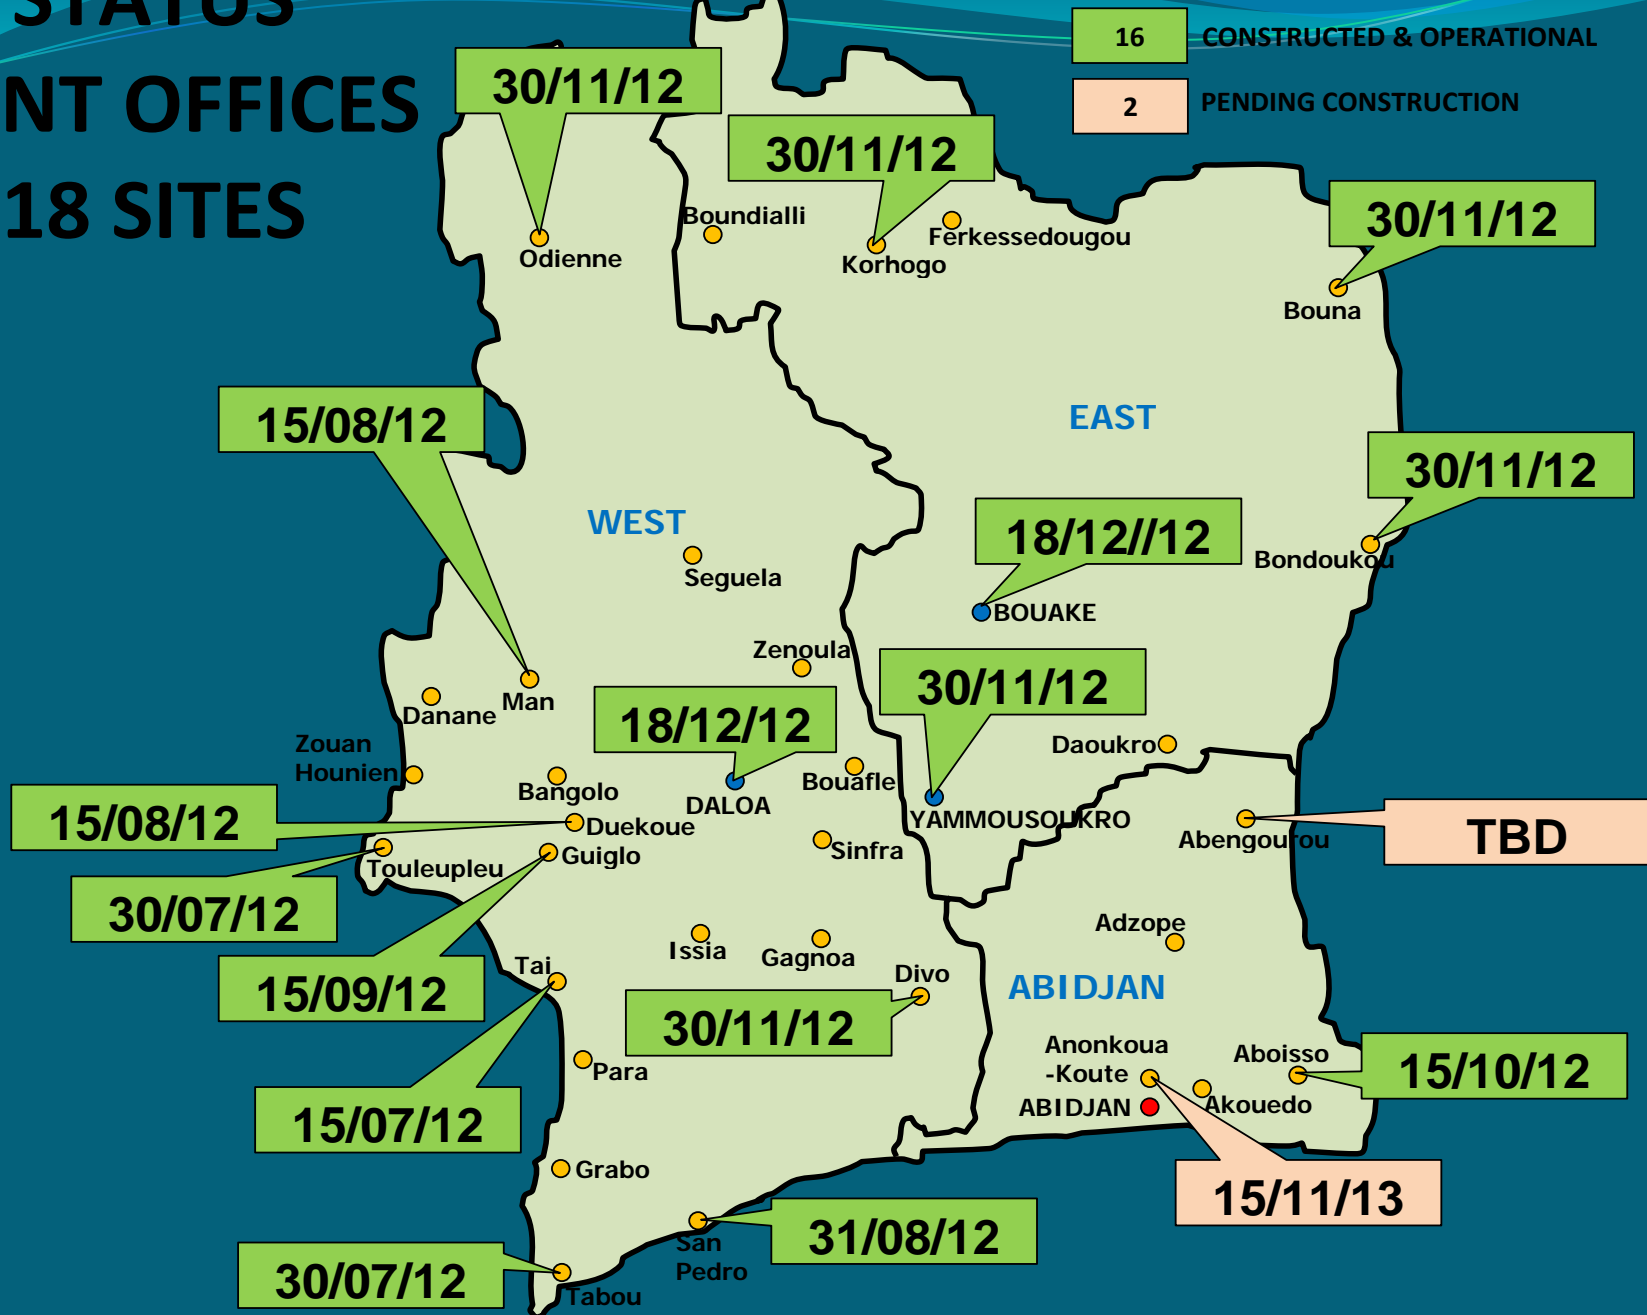 STATUS
NT OFFICES
18 SITES
16 CONSTRUCTED & OPERATIONAL
2 PENDING CONSTRUCTION
30/11/12
30/11/12
30/11/12
Boundialli
Ferkessedougou
Odienne
Korhogo
Bouna
15/08/12
EAST
30/11/12
WEST
18/12//12
Bondoukou
Seguela
BOUAKE
Zenoula
30/11/12
Man
Danane
18/12/12
Zouan
Hounien
Daoukro
Bangolo
DALOA
Bouafle
YAMMOUSOUKRO
15/08/12
Duekoue
Abengourou
TBD
Touleupleu
Guiglo
Sinfra
30/07/12
Adzope
Issia
Gagnoa
Tai
Divo
15/09/12
ABIDJAN
30/11/12
Anonkoua
-Koute
Aboisso
15/10/12
Para
ABIDJAN
Akouedo
15/07/12
Grabo
15/11/13
31/08/12
San
Pedro
30/07/12
Tabou